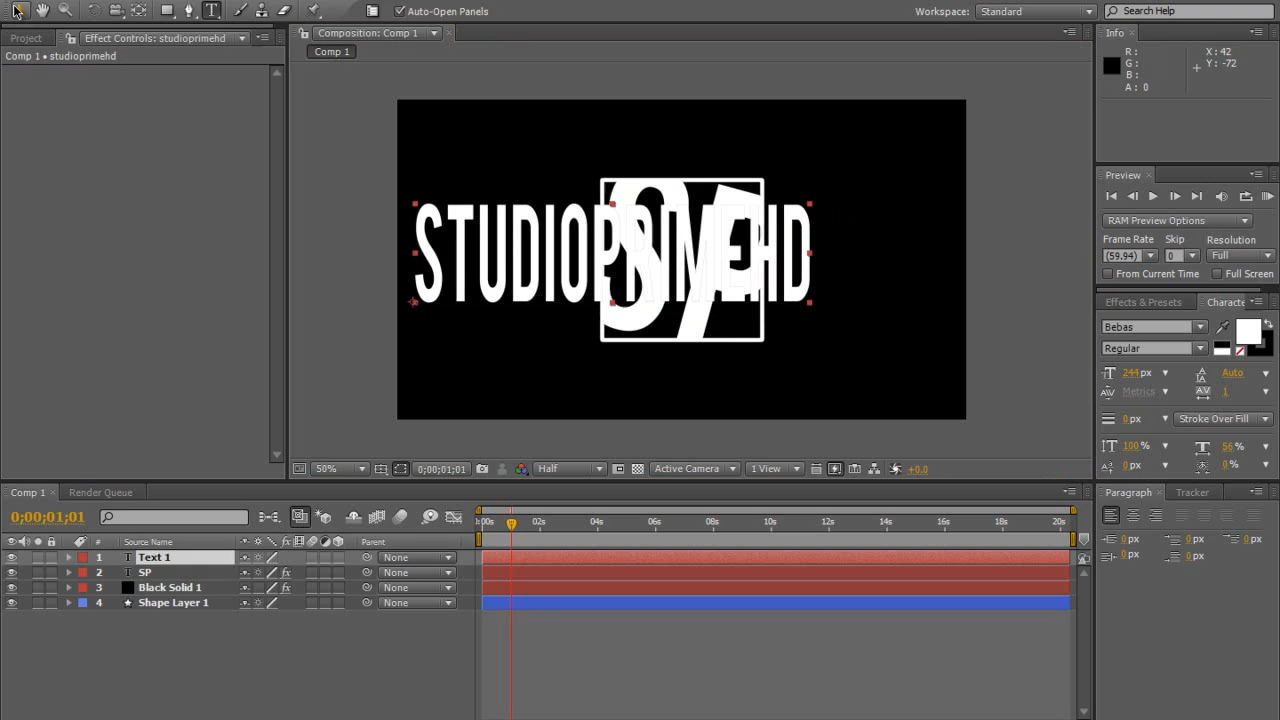 Auto-Open Panels
Workspace: Standard
Search Help
Project
Effect Controls: studioprimehd
Comp 1 • studioprimehd
Composition: Comp 1
Comp 1
STUDIOPRIMEHD
SP
50%
0;00;01;01
Half
Active Camera
1 View
+0.0
Info
R :
G :
B :
A : 0
X : 42
Y : -72
Preview
RAM Preview Options
Frame Rate Skip Resolution
(59.94) 0 Full
From Current Time Full Screen
Effects & Presets
Characte
Bebas
Regular
244 px Auto
Metrics 1
0 px Stroke Over Fill
100 % 56 %
0 px 0 %
Comp 1
Render Queue
0;00;01;01
# Source Name Parent
1 T Text 1 None
2 T SP None
3 Black Solid 1 None
4 Shape Layer 1 None
:00s 02s 04s 06s 08s 10s 12s 14s 16s 18s 20s
Paragraph
Tracker
0 px 0 px 0 px
0 px 0 px